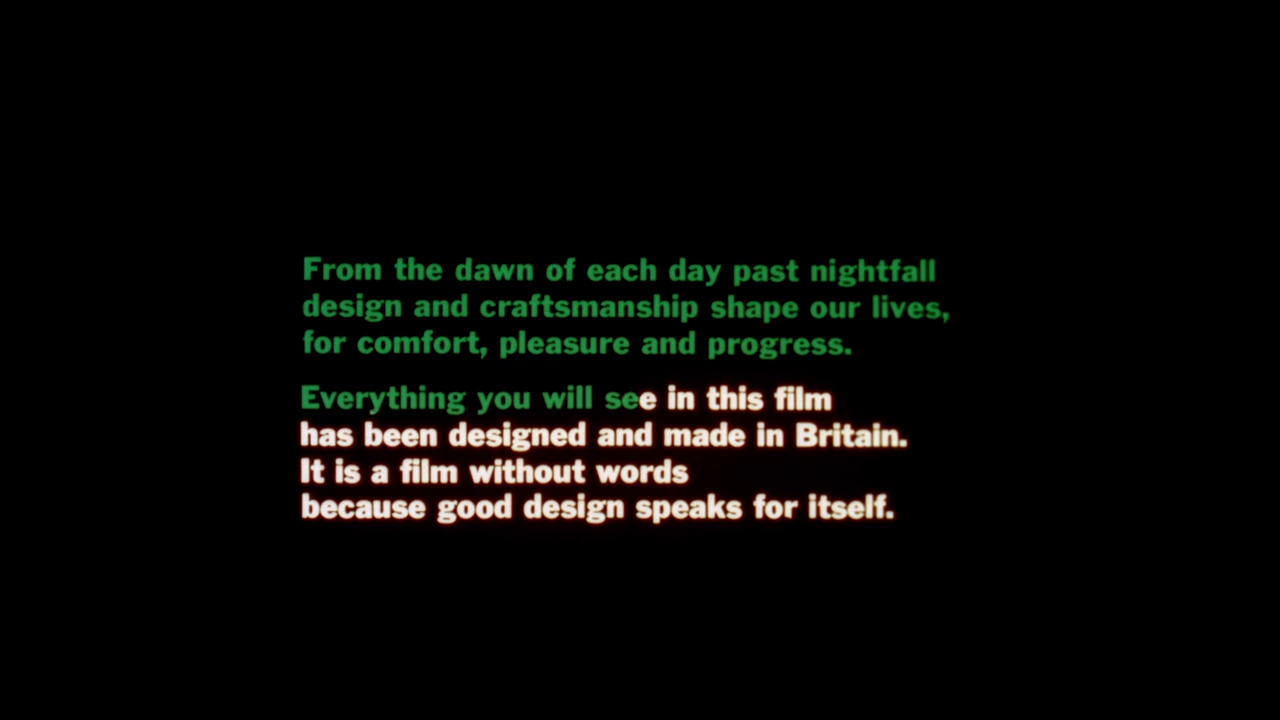 From the dawn of each day past nightfall
design and craftsmanship shape our lives,
for comfort, pleasure and progress.
Everything you will see in this film
has been designed and made in Britain.
It is a film without words
because good design speaks for itself.